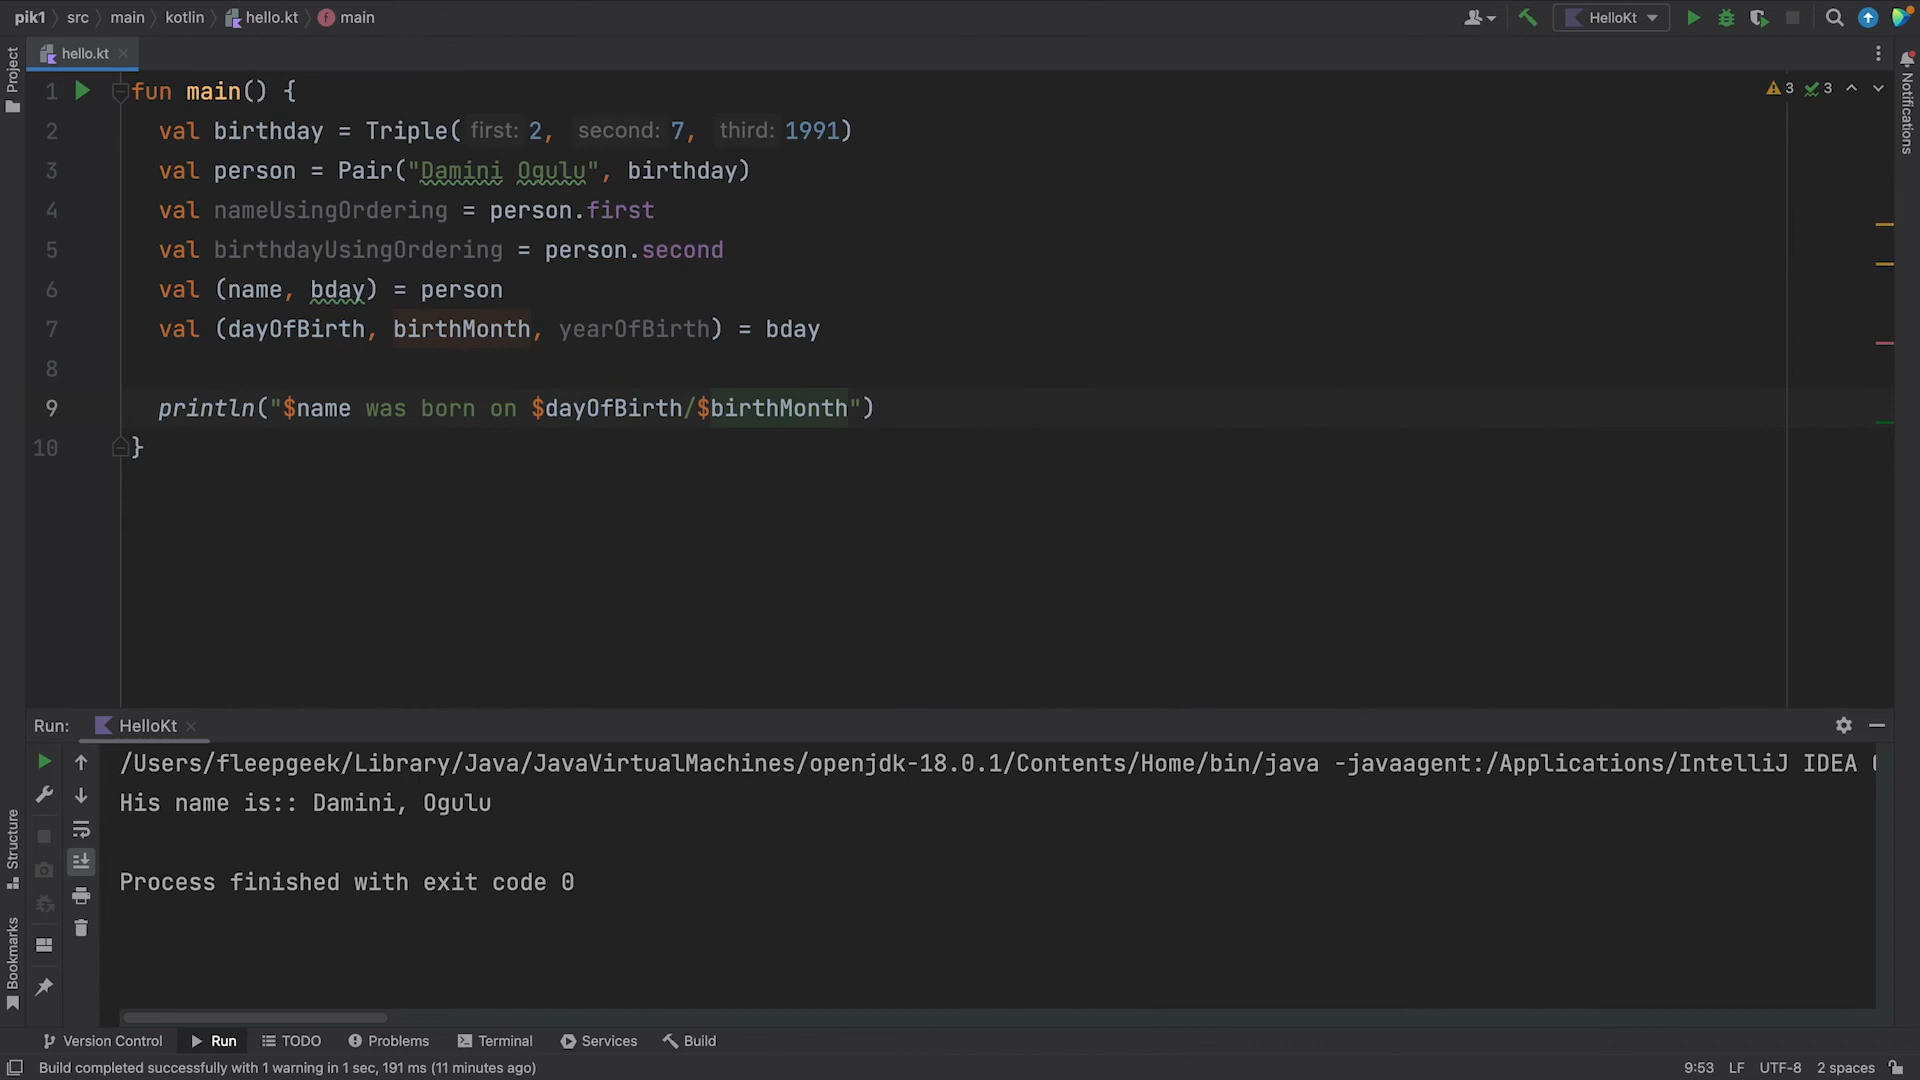 pik1 src main kotlin hello.kt main
HelloKt
hello.kt
Project
Notifications
3 3
1 fun main() {
2 val birthday = Triple( first: 2, second: 7, third: 1991)
3 val person = Pair("Damini Ogulu", birthday)
4 val nameUsingOrdering = person.first
5 val birthdayUsingOrdering = person.second
6 val (name, bday) = person
7 val (dayOfBirth, birthMonth, yearOfBirth) = bday
8
9 println("$name was born on $dayOfBirth/$birthMonth")
10 }
Run: HelloKt
/Users/fleepgeek/Library/Java/JavaVirtualMachines/openjdk-18.0.1/Contents/Home/bin/java -javaagent:/Applications/IntelliJ IDEA
His name is:: Damini, Ogulu
Process finished with exit code 0
Structure
Bookmarks
Version Control Run TODO Problems Terminal Services Build
Build completed successfully with 1 warning in 1 sec, 191 ms (11 minutes ago) 9:53 LF UTF-8 2 spaces